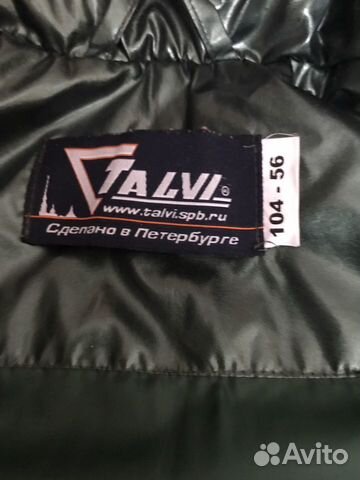 TALVI®
www.talvi.spb.ru
Сделано в Петербурге
104 - 56
Avito